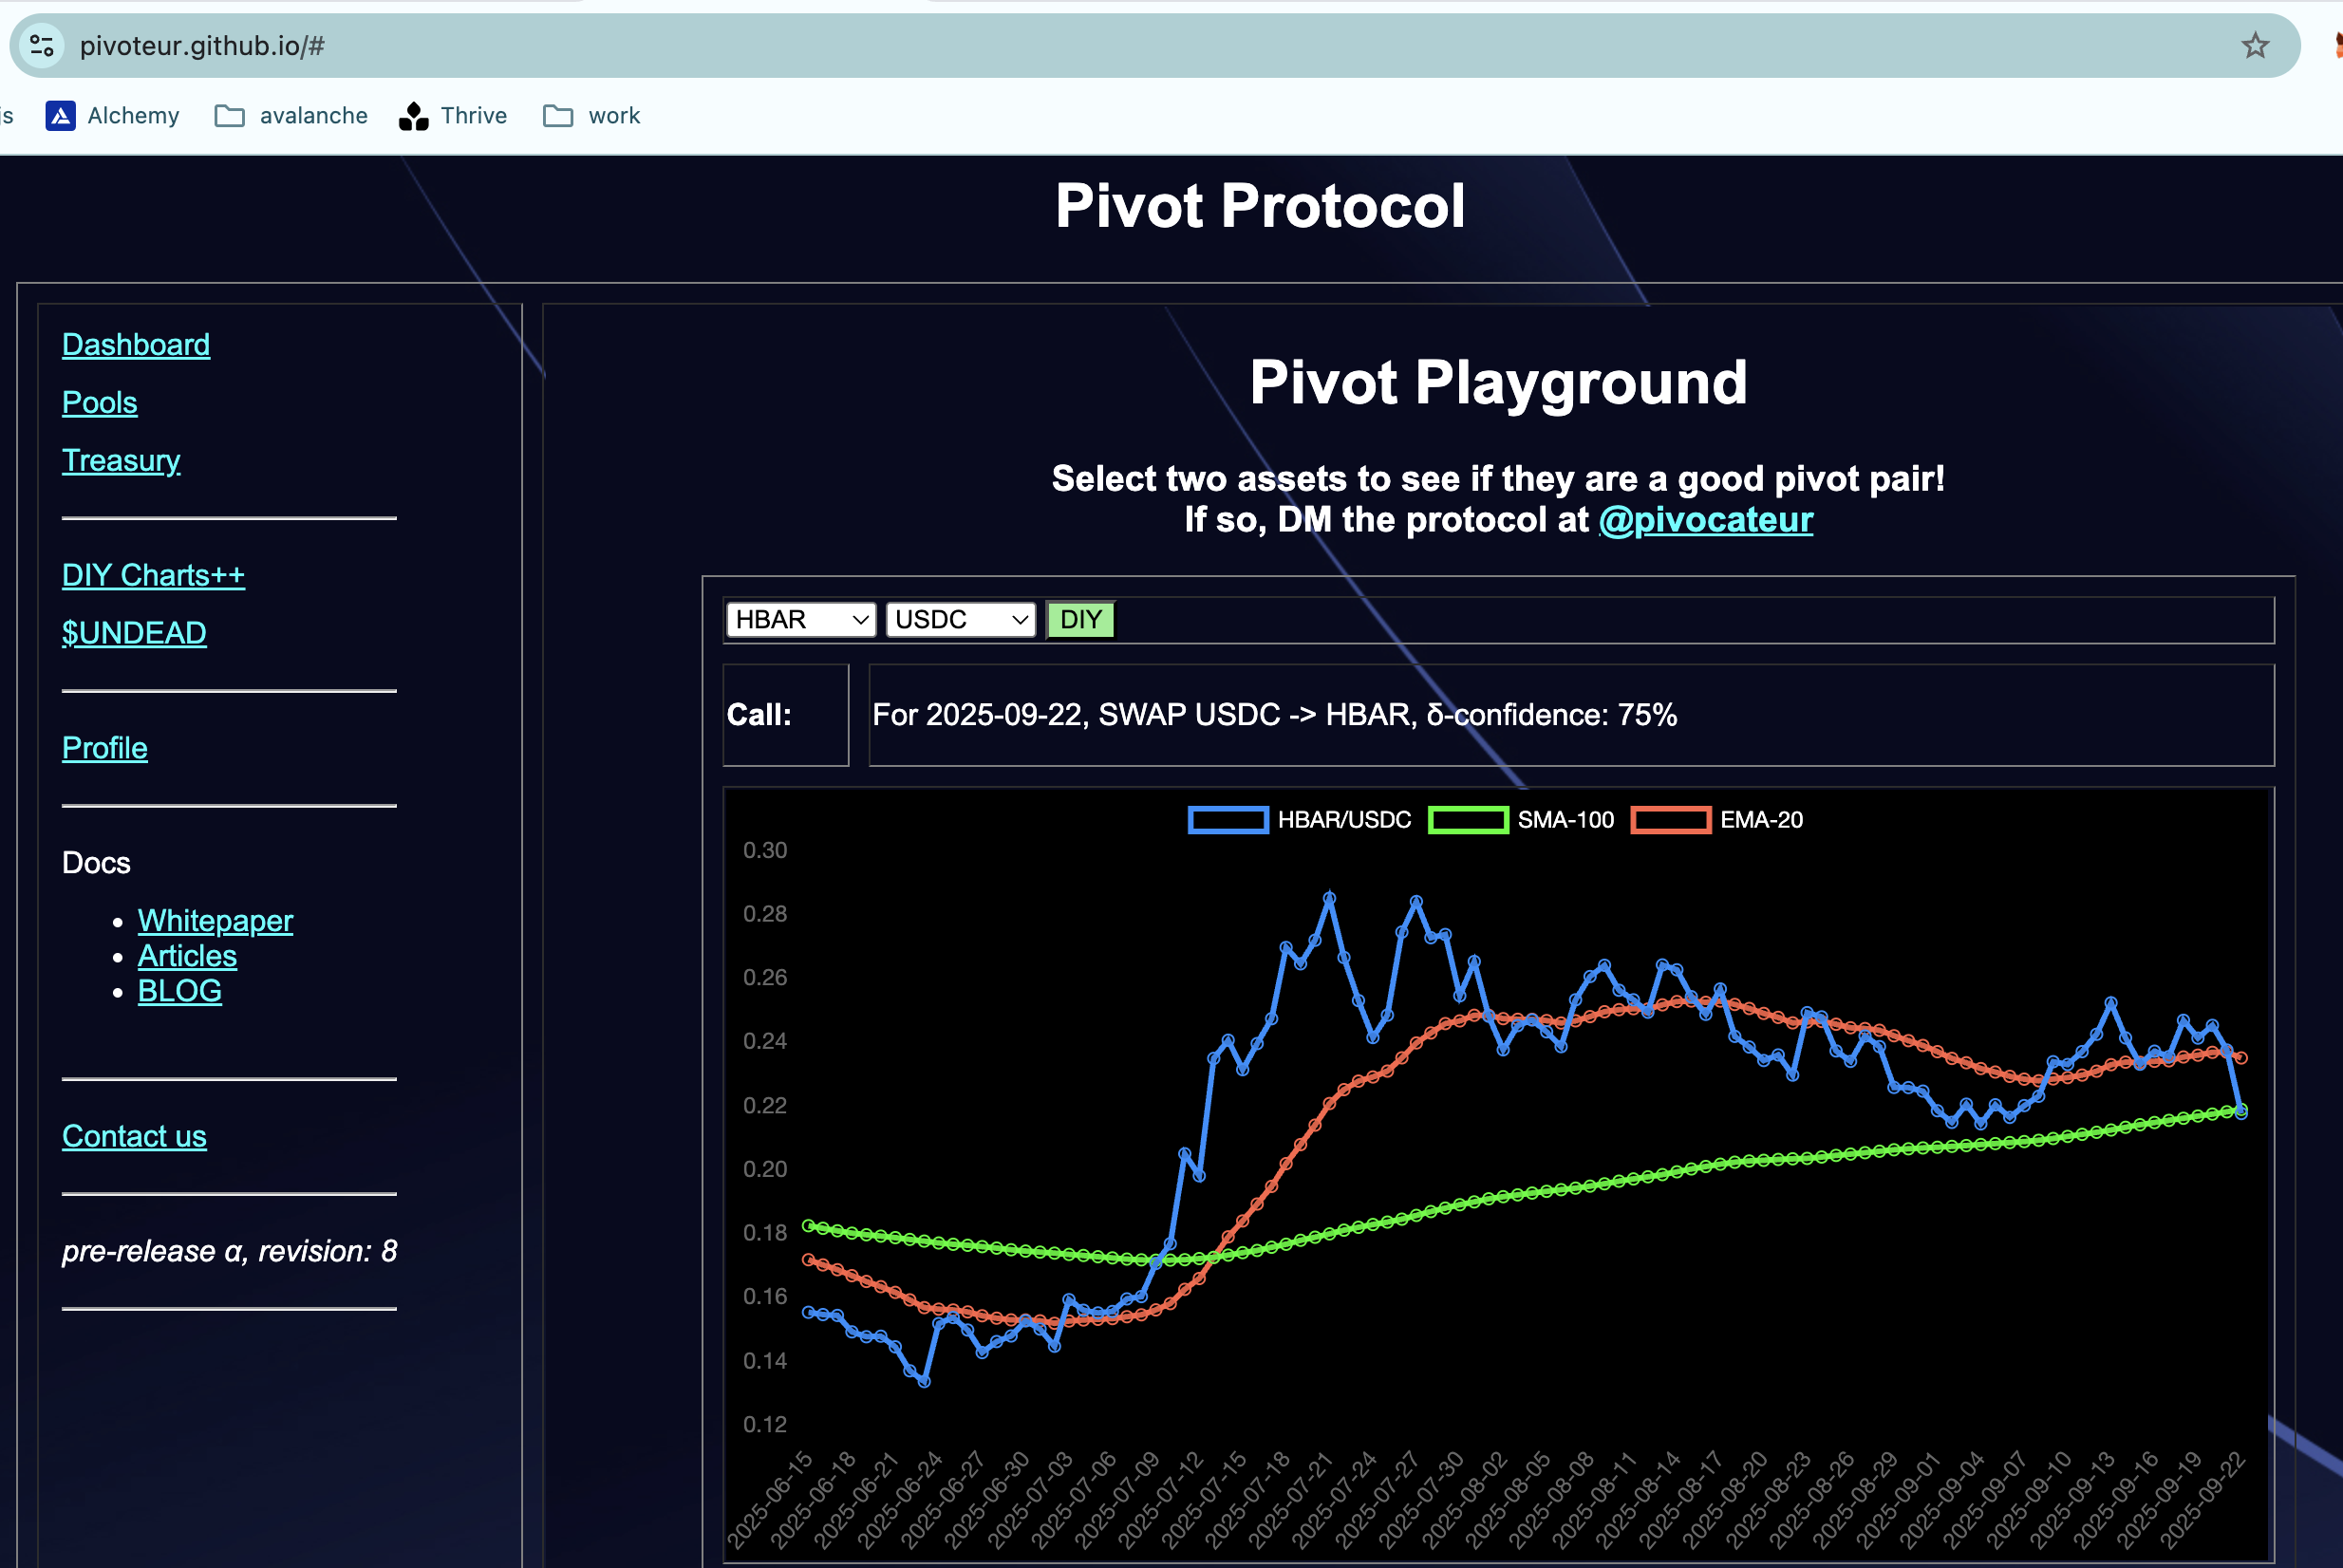 pivoteur.github.io/#
js Alchemy avalanche Thrive work
Pivot Protocol
Dashboard
Pools
Treasury
DIY Charts++
$UNDEAD
Profile
Docs
Whitepaper
Articles
BLOG
Contact us
pre-release α, revision: 8
Pivot Playground
Select two assets to see if they are a good pivot pair!
If so, DM the protocol at @pivocateur
HBAR USDC DIY
Call: For 2025-09-22, SWAP USDC -> HBAR, δ-confidence: 75%
HBAR/USDC SMA-100 EMA-20
0.30
0.28
0.26
0.24
0.22
0.20
0.18
0.16
0.14
0.12
2025-06-15
2025-06-18
2025-06-21
2025-06-24
2025-06-27
2025-06-30
2025-07-03
2025-07-06
2025-07-09
2025-07-12
2025-07-15
2025-07-18
2025-07-21
2025-07-24
2025-07-27
2025-07-30
2025-08-02
2025-08-05
2025-08-08
2025-08-11
2025-08-14
2025-08-17
2025-08-20
2025-08-23
2025-08-26
2025-08-29
2025-09-01
2025-09-04
2025-09-07
2025-09-10
2025-09-13
2025-09-16
2025-09-19
2025-09-22